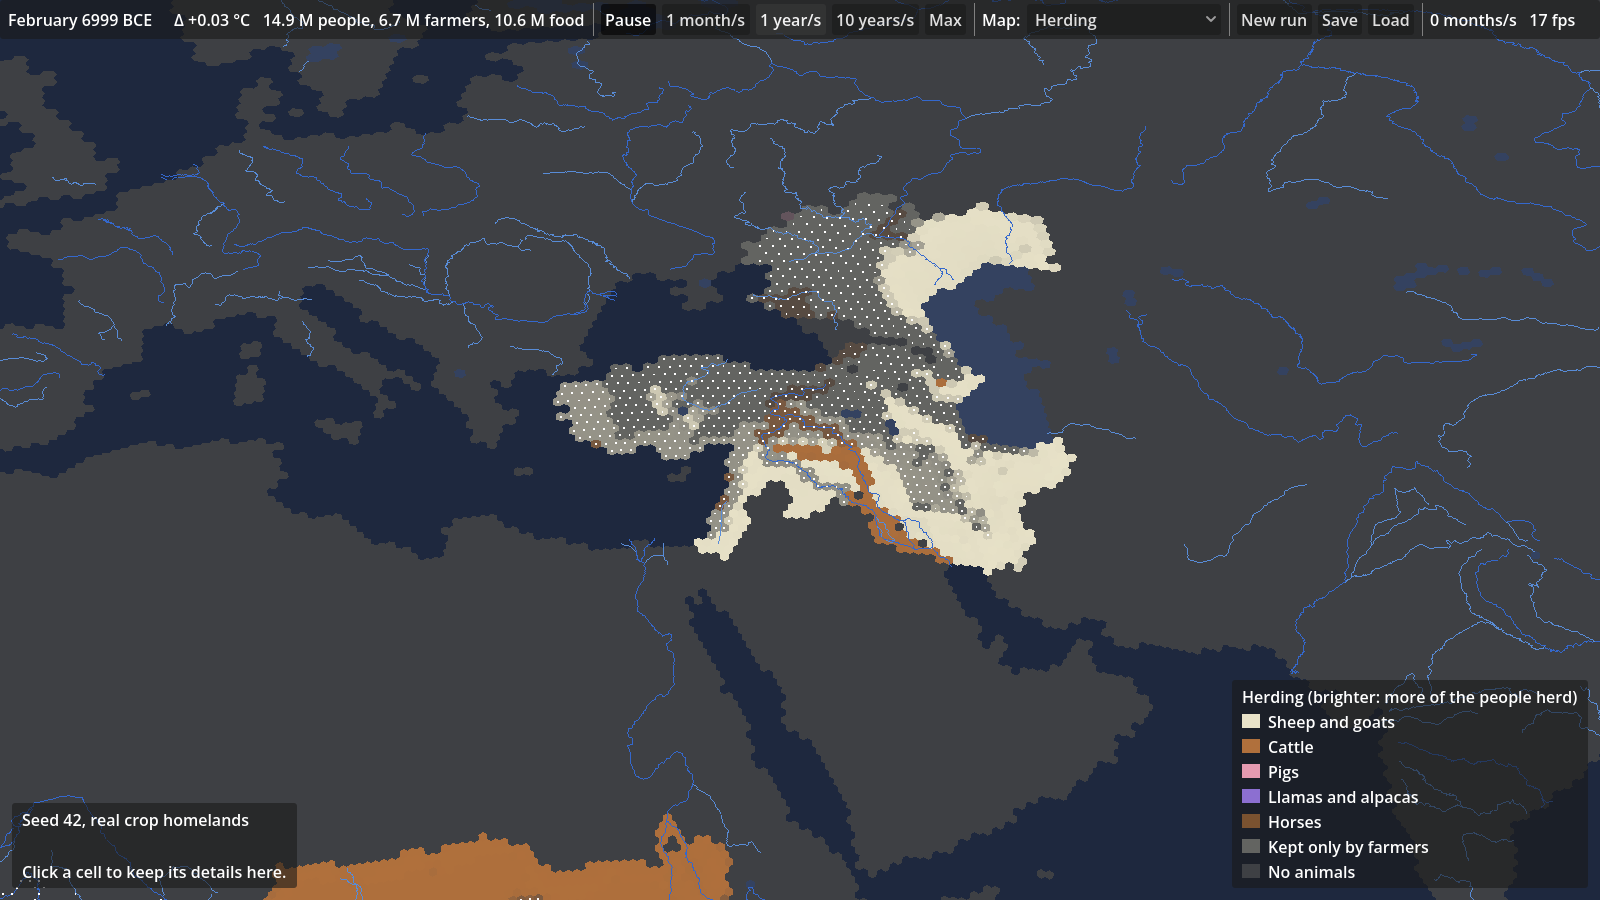 February 6999 BCE Δ +0.03 °C 14.9 M people, 6.7 M farmers, 10.6 M food Pause 1 month/s 1 year/s 10 years/s Max Map: Herding New run Save Load 0 months/s 17 fps
Herding (brighter: more of the people herd)
Sheep and goats
Cattle
Pigs
Llamas and alpacas
Horses
Kept only by farmers
No animals
Seed 42, real crop homelands
Click a cell to keep its details here.